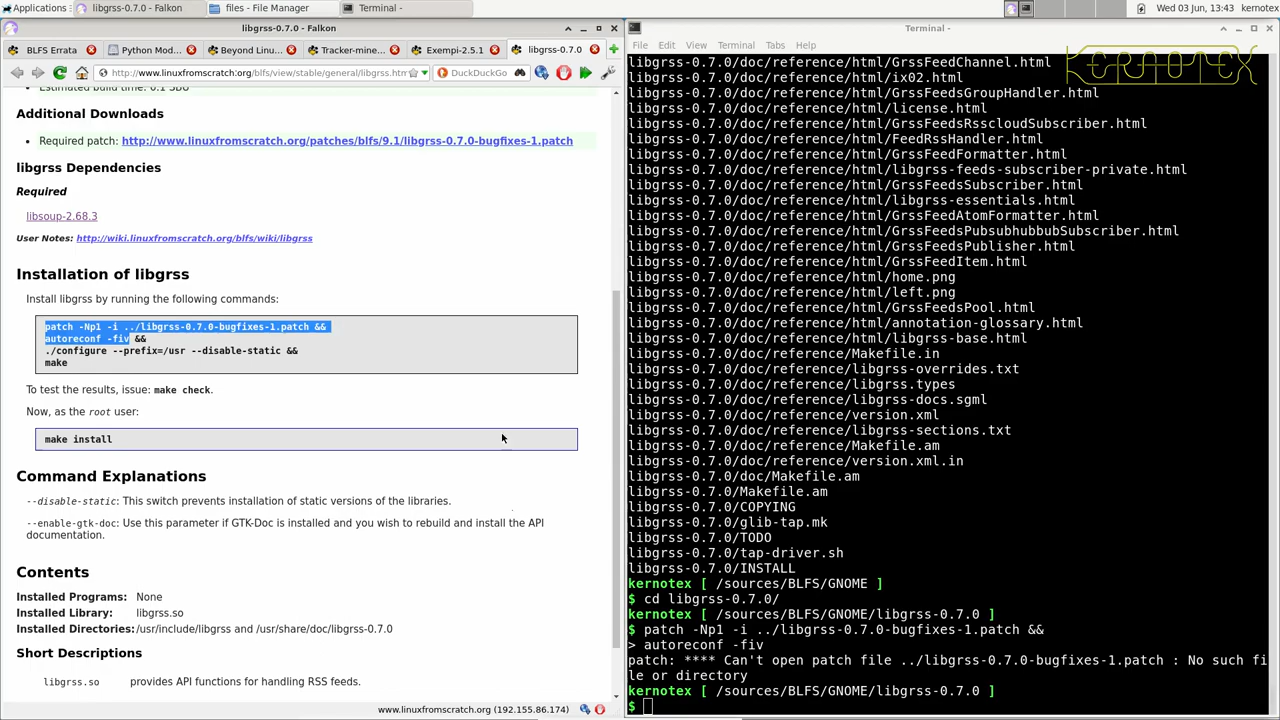 Applications
libgrss-0.7.0 - Falkon
files - File Manager
Terminal -
Wed 03 Jun, 13:43
kernotex
libgrss-0.7.0 - Falkon
BLFS Errata
Python Mod...
Beyond Linu...
Tracker-mine...
Exempi-2.5.1
libgrss-0.7.0
http://www.linuxfromscratch.org/blfs/view/stable/general/libgrss.htm
DuckDuckGo
Estimated build time: 0.1 SBU
Additional Downloads
• Required patch: http://www.linuxfromscratch.org/patches/blfs/9.1/libgrss-0.7.0-bugfixes-1.patch
libgrss Dependencies
Required
libsoup-2.68.3
User Notes: http://wiki.linuxfromscratch.org/blfs/wiki/libgrss
Installation of libgrss
Install libgrss by running the following commands:
patch -Np1 -i ../libgrss-0.7.0-bugfixes-1.patch &&
autoreconf -fiv &&
./configure --prefix=/usr --disable-static &&
make
To test the results, issue: make check.
Now, as the root user:
make install
Command Explanations
--disable-static: This switch prevents installation of static versions of the libraries.
--enable-gtk-doc: Use this parameter if GTK-Doc is installed and you wish to rebuild and install the API
documentation.
Contents
Installed Programs: None
Installed Library: libgrss.so
Installed Directories: /usr/include/libgrss and /usr/share/doc/libgrss-0.7.0
Short Descriptions
libgrss.so provides API functions for handling RSS feeds.
www.linuxfromscratch.org (192.155.86.174)
Terminal -
File Edit View Terminal Tabs Help
KERNOTEX
libgrss-0.7.0/doc/reference/html/GrssFeedChannel.html
libgrss-0.7.0/doc/reference/html/ix02.html
libgrss-0.7.0/doc/reference/html/GrssFeedsGroupHandler.html
libgrss-0.7.0/doc/reference/html/license.html
libgrss-0.7.0/doc/reference/html/GrssFeedsRsscloudSubscriber.html
libgrss-0.7.0/doc/reference/html/FeedRssHandler.html
libgrss-0.7.0/doc/reference/html/GrssFeedFormatter.html
libgrss-0.7.0/doc/reference/html/libgrss-feeds-subscriber-private.html
libgrss-0.7.0/doc/reference/html/GrssFeedsSubscriber.html
libgrss-0.7.0/doc/reference/html/libgrss-essentials.html
libgrss-0.7.0/doc/reference/html/GrssFeedAtomFormatter.html
libgrss-0.7.0/doc/reference/html/GrssFeedsPubsubhubbubSubscriber.html
libgrss-0.7.0/doc/reference/html/GrssFeedsPublisher.html
libgrss-0.7.0/doc/reference/html/GrssFeedItem.html
libgrss-0.7.0/doc/reference/html/home.png
libgrss-0.7.0/doc/reference/html/left.png
libgrss-0.7.0/doc/reference/html/GrssFeedsPool.html
libgrss-0.7.0/doc/reference/html/annotation-glossary.html
libgrss-0.7.0/doc/reference/html/libgrss-base.html
libgrss-0.7.0/doc/reference/Makefile.in
libgrss-0.7.0/doc/reference/libgrss-overrides.txt
libgrss-0.7.0/doc/reference/libgrss.types
libgrss-0.7.0/doc/reference/libgrss-docs.sgml
libgrss-0.7.0/doc/reference/version.xml
libgrss-0.7.0/doc/reference/libgrss-sections.txt
libgrss-0.7.0/doc/reference/Makefile.am
libgrss-0.7.0/doc/reference/version.xml.in
libgrss-0.7.0/doc/Makefile.am
libgrss-0.7.0/Makefile.am
libgrss-0.7.0/COPYING
libgrss-0.7.0/glib-tap.mk
libgrss-0.7.0/TODO
libgrss-0.7.0/tap-driver.sh
libgrss-0.7.0/INSTALL
kernotex [ /sources/BLFS/GNOME ]
$ cd libgrss-0.7.0/
kernotex [ /sources/BLFS/GNOME/libgrss-0.7.0 ]
$ patch -Np1 -i ../libgrss-0.7.0-bugfixes-1.patch &&
> autoreconf -fiv
patch: **** Can't open patch file ../libgrss-0.7.0-bugfixes-1.patch : No such fi
le or directory
kernotex [ /sources/BLFS/GNOME/libgrss-0.7.0 ]
$